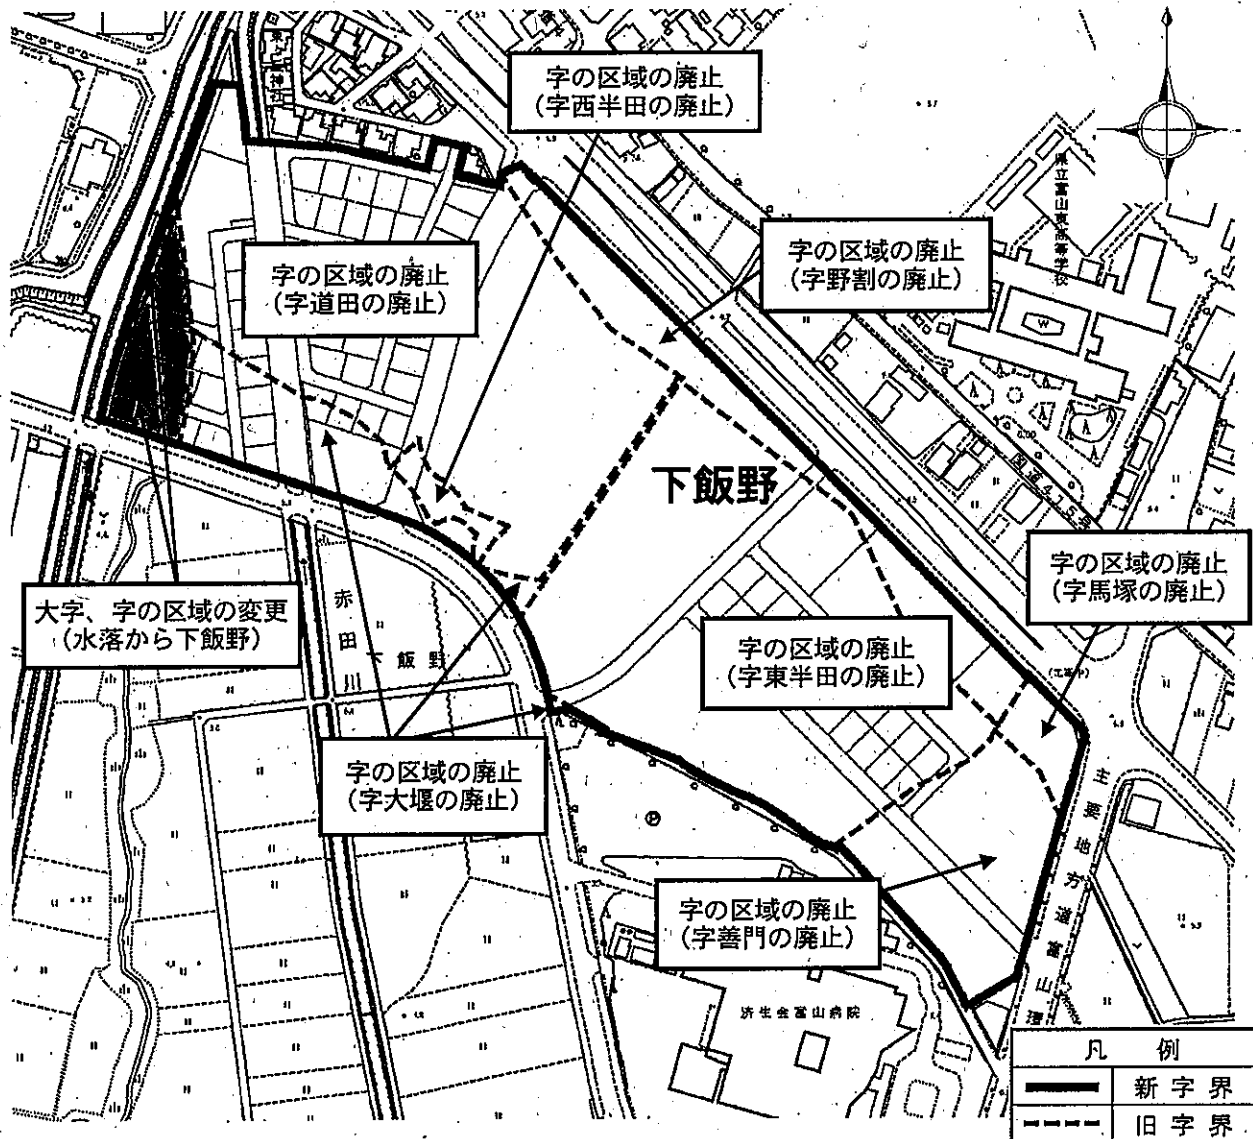 字の区域の廃止
(字西半田の廃止)
県立富山東高等学校
字の区域の廃止
(字野割の廃止)
字の区域の廃止
(字道田の廃止)
下飯野
国道415号
字の区域の廃止
(字馬塚の廃止)
大字、字の区域の変更
(水落から下飯野)
赤田川
下飯野
字の区域の廃止
(字東半田の廃止)
字の区域の廃止
(字大堰の廃止)
主要地方道富山
字の区域の廃止
(字善門の廃止)
済生会富山病院
凡例
新字界
旧字界